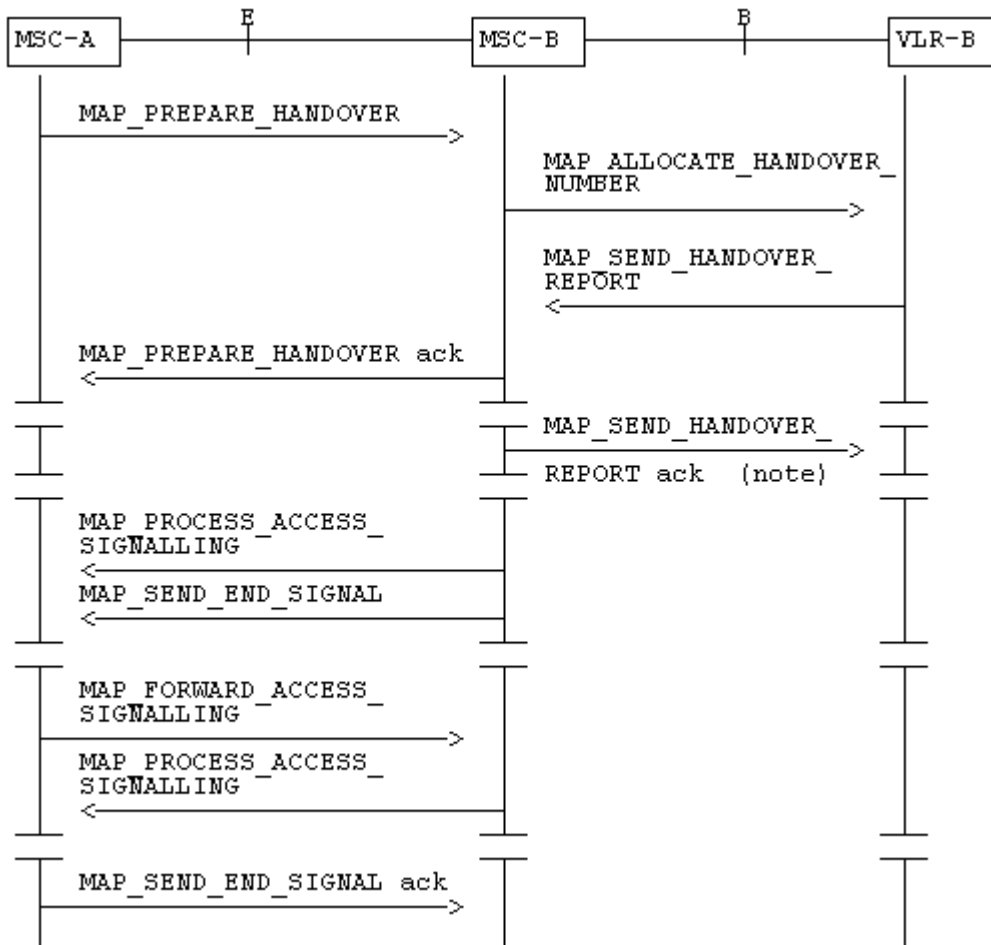 E
B
MSC-A
MSC-B
VLR-B
MAP_PREPARE_HANDOVER
MAP_ALLOCATE_HANDOVER_
NUMBER
MAP_SEND_HANDOVER_
REPORT
MAP_PREPARE_HANDOVER ack
MAP_SEND_HANDOVER_
REPORT ack (note)
MAP_PROCESS_ACCESS_
SIGNALLING
MAP_SEND_END_SIGNAL
MAP_FORWARD_ACCESS_
SIGNALLING
MAP_PROCESS_ACCESS_
SIGNALLING
MAP_SEND_END_SIGNAL ack